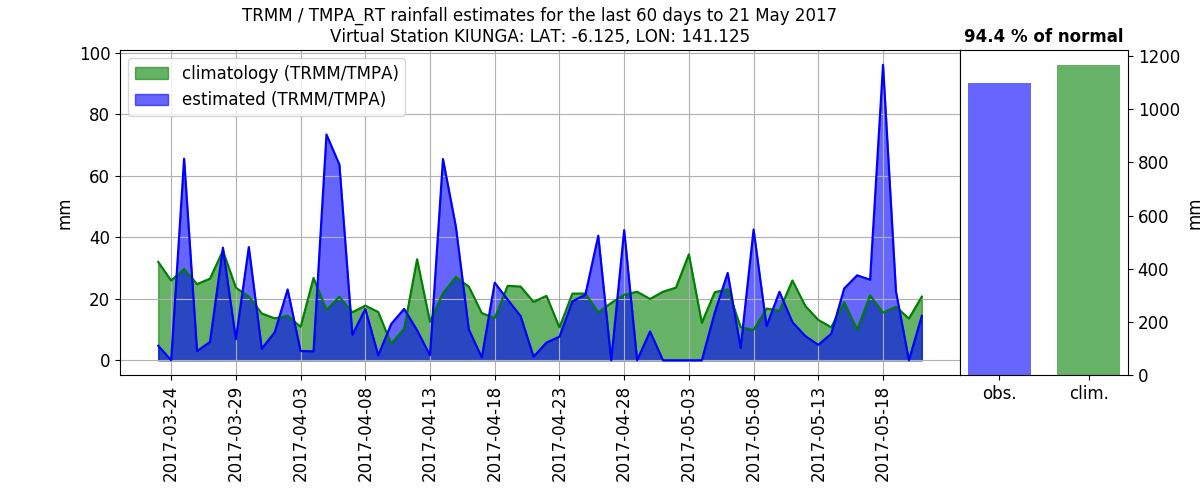 TRMM / TMPA_RT rainfall estimates for the last 60 days to 21 May 2017
Virtual Station KIUNGA: LAT: -6.125, LON: 141.125
94.4 % of normal
climatology (TRMM/TMPA)
estimated (TRMM/TMPA)
mm
100
80
60
40
20
0
2017-03-24
2017-03-29
2017-04-03
2017-04-08
2017-04-13
2017-04-18
2017-04-23
2017-04-28
2017-05-03
2017-05-08
2017-05-13
2017-05-18
obs.
clim.
1200
1000
800
600
400
200
0
mm